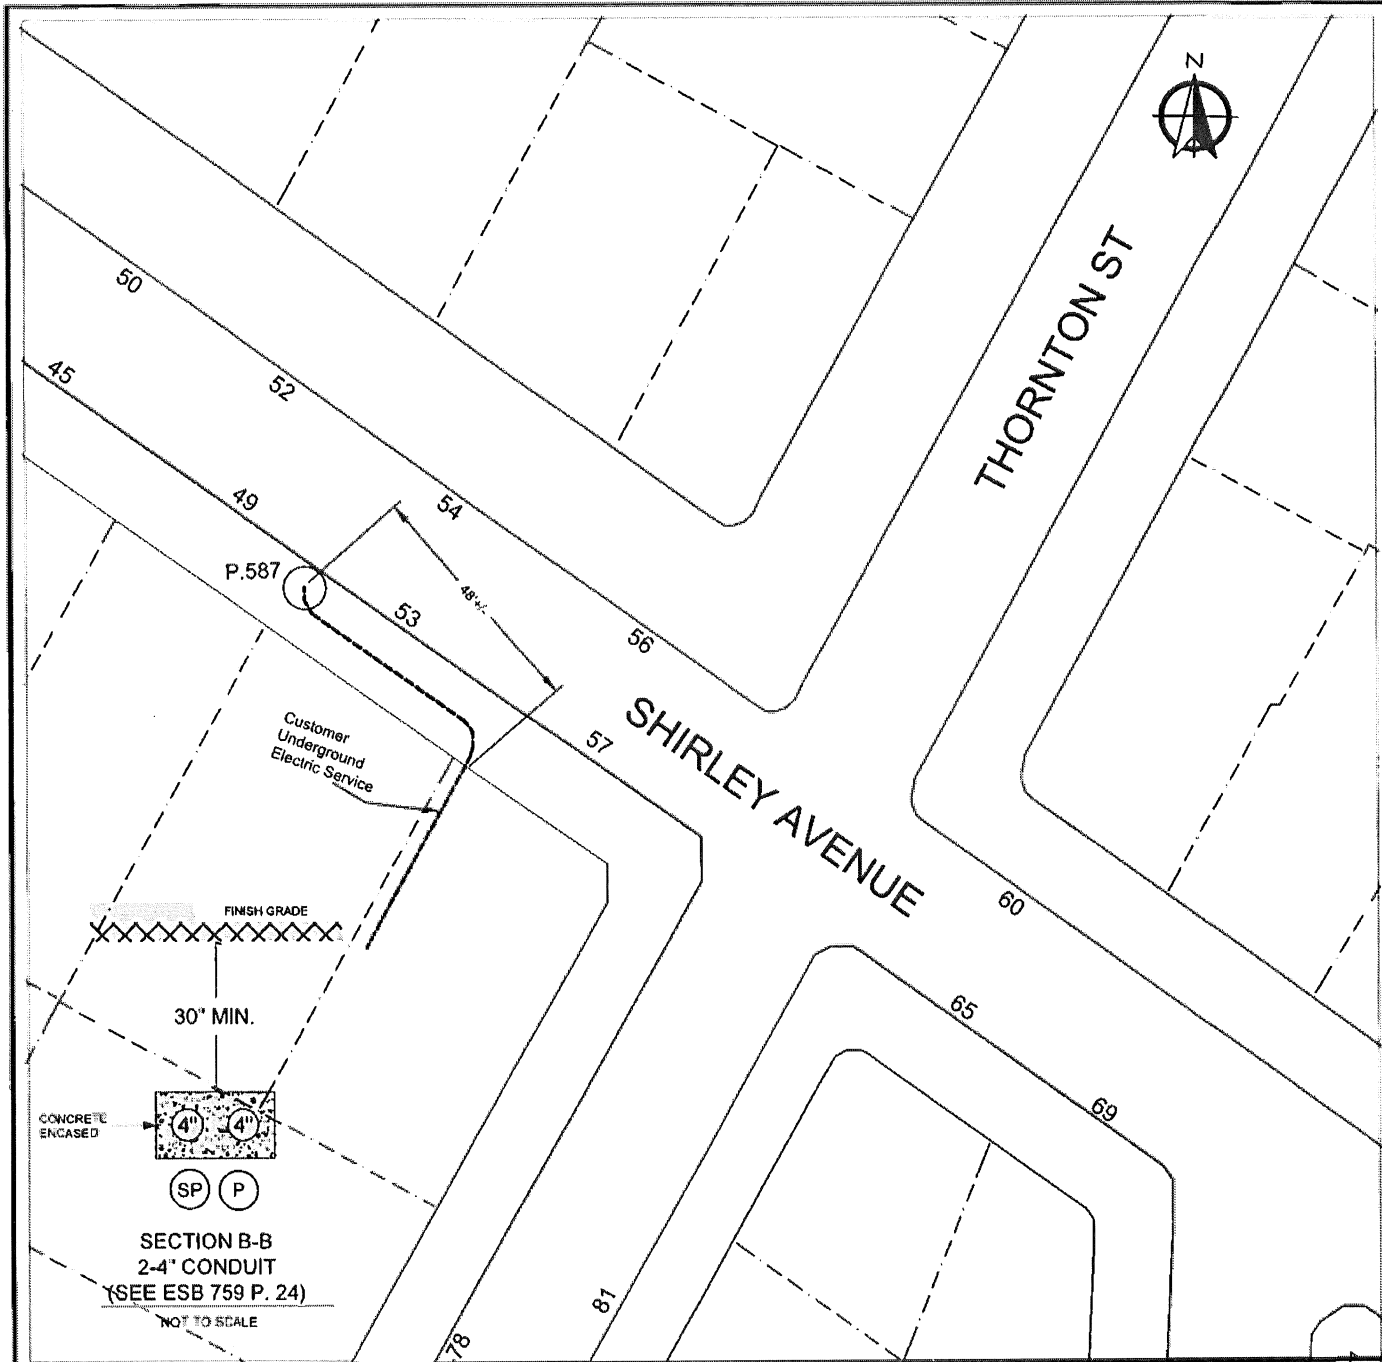 N
THORNTON ST
50
45
52
49
54
P.587
48'+/-
53
56
SHIRLEY AVENUE
57
Customer
Underground
Electric Service
60
FINISH GRADE
65
30" MIN.
69
CONCRETE
ENCASED
4" 4"
SP P
SECTION B-B
2-4" CONDUIT
(SEE ESB 759 P. 24)
NOT TO SCALE
81
78